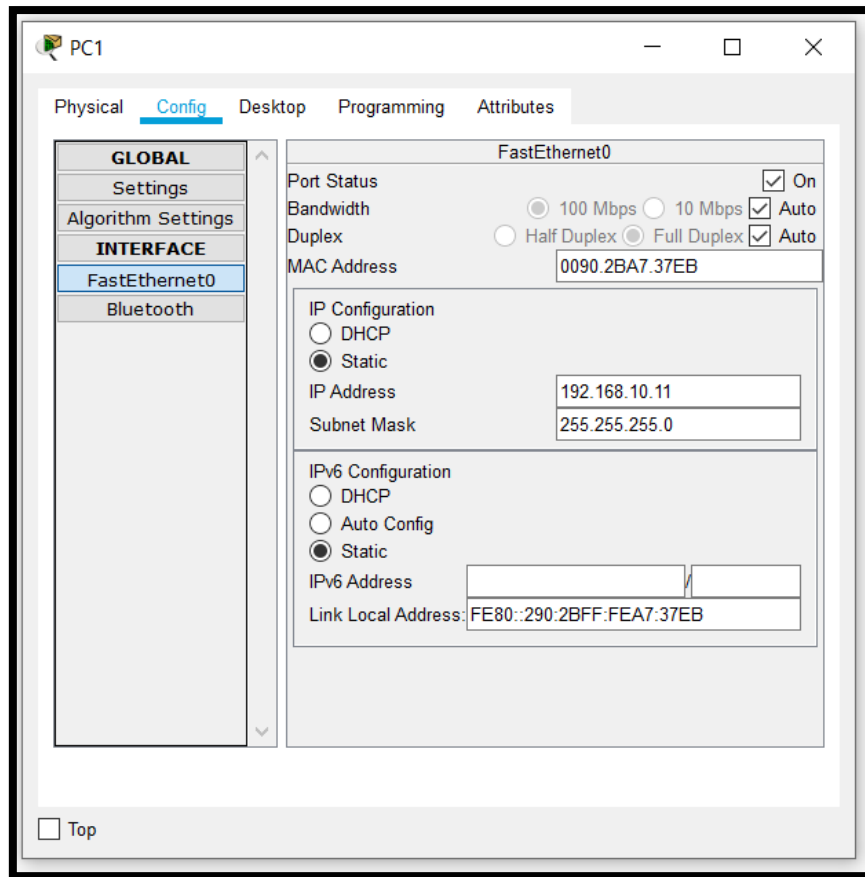 PC1
Physical Config Desktop Programming Attributes
GLOBAL
Settings
Algorithm Settings
INTERFACE
FastEthernet0
Bluetooth
FastEthernet0
Port Status On
Bandwidth 100 Mbps 10 Mbps Auto
Duplex Half Duplex Full Duplex Auto
MAC Address 0090.2BA7.37EB
IP Configuration
DHCP
Static
IP Address 192.168.10.11
Subnet Mask 255.255.255.0
IPv6 Configuration
DHCP
Auto Config
Static
IPv6 Address /
Link Local Address: FE80::290:2BFF:FEA7:37EB
Top